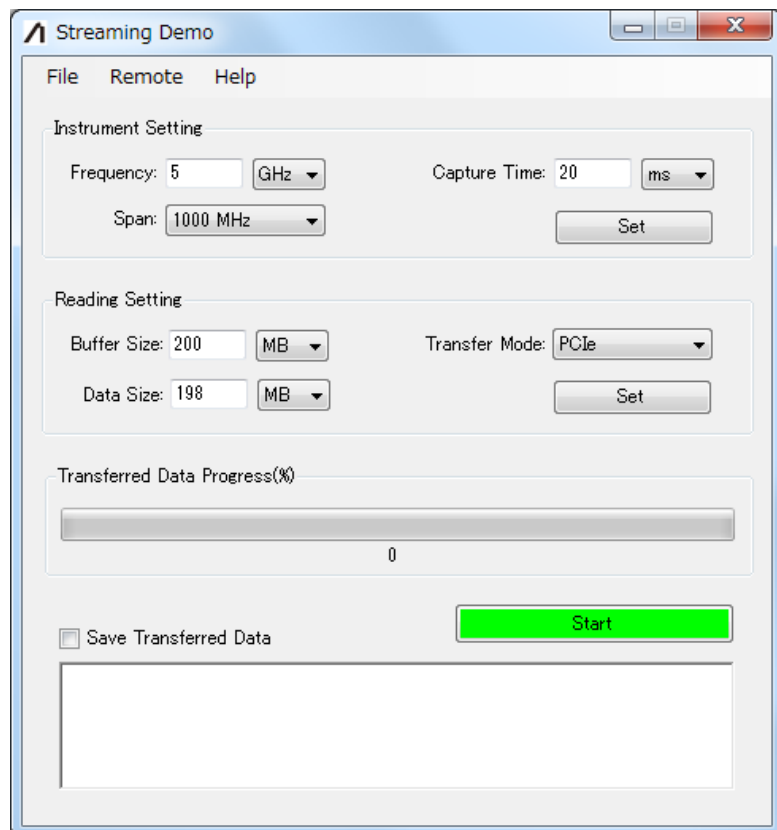 Streaming Demo
File Remote Help
Instrument Setting
Frequency: 5 GHz Capture Time: 20 ms
Span: 1000 MHz Set
Reading Setting
Buffer Size: 200 MB Transfer Mode: PCIe
Data Size: 198 MB Set
Transferred Data Progress(%)
0
Start
Save Transferred Data